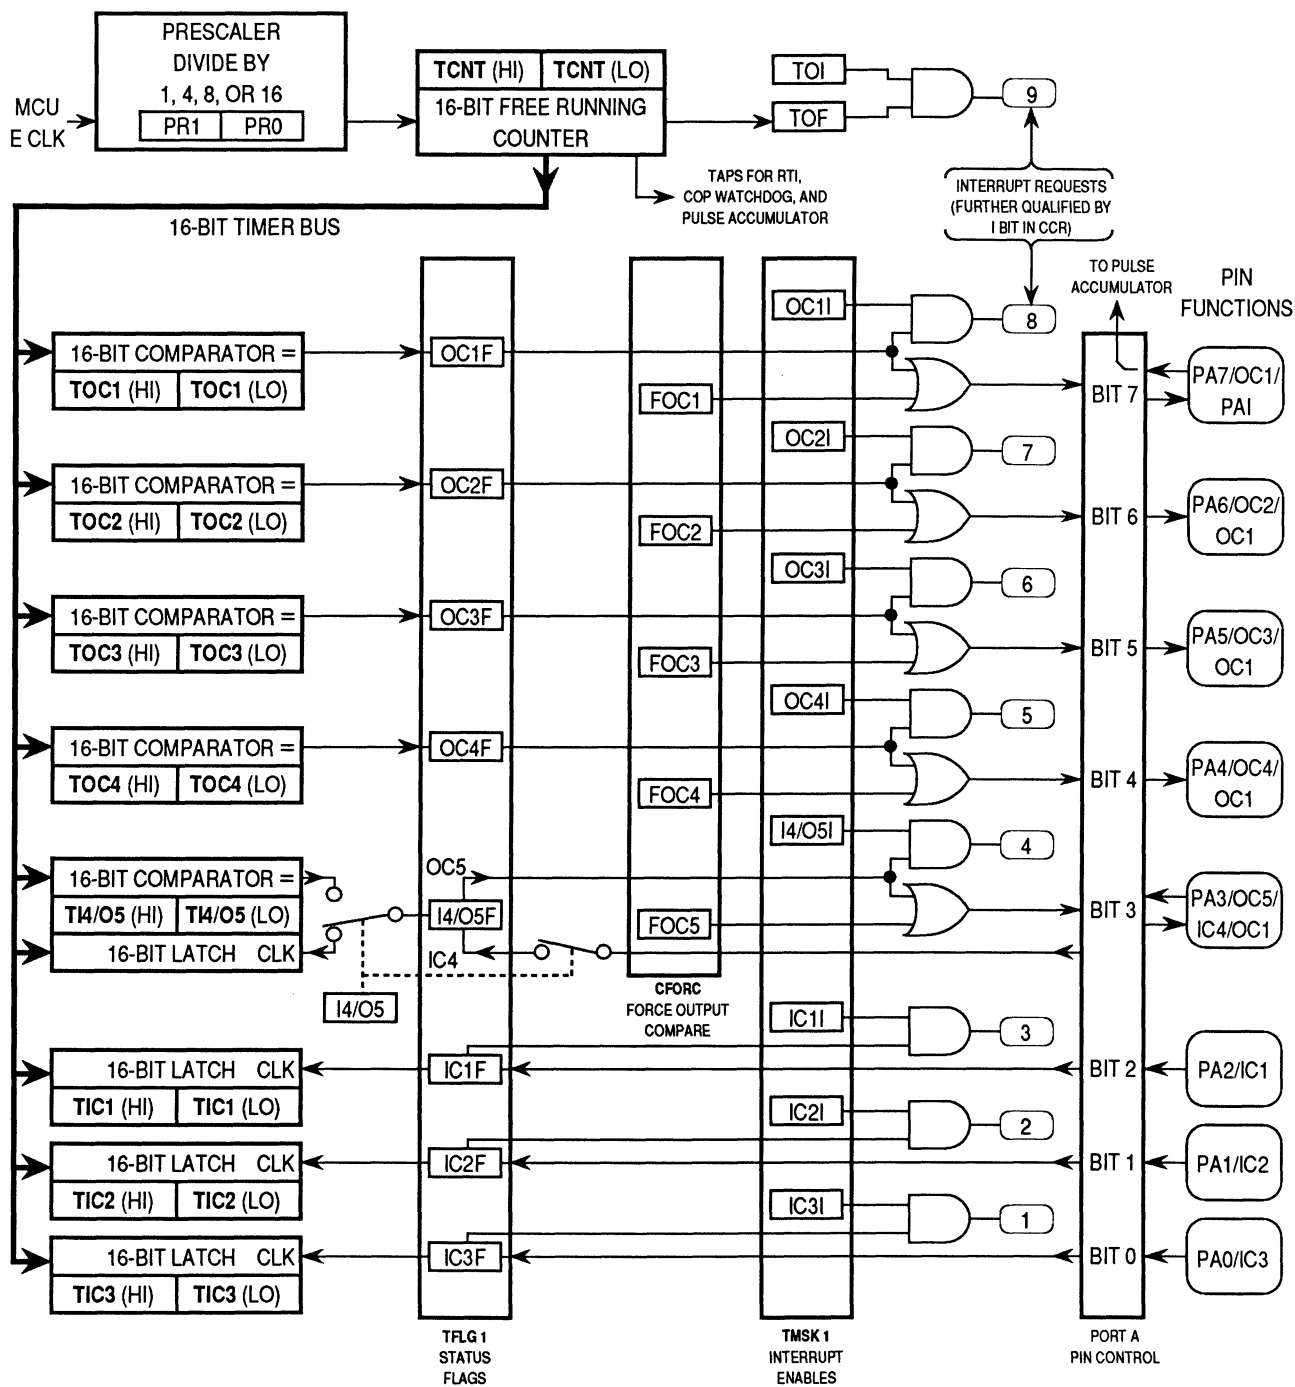 PRESCALER
DIVIDE BY
1, 4, 8, OR 16
PR1 PR0
MCU
E CLK
TCNT (HI) TCNT (LO)
16-BIT FREE RUNNING
COUNTER
TOI
TOF
9
TAPS FOR RTI,
COP WATCHDOG, AND
PULSE ACCUMULATOR
INTERRUPT REQUESTS
(FURTHER QUALIFIED BY
I BIT IN CCR)
16-BIT TIMER BUS
TO PULSE
ACCUMULATOR
PIN
FUNCTIONS
OC1I
8
16-BIT COMPARATOR =
TOC1 (HI) TOC1 (LO)
OC1F
FOC1
BIT 7
PA7/OC1/
PAI
OC2I
7
16-BIT COMPARATOR =
TOC2 (HI) TOC2 (LO)
OC2F
FOC2
BIT 6
PA6/OC2/
OC1
OC3I
6
16-BIT COMPARATOR =
TOC3 (HI) TOC3 (LO)
OC3F
FOC3
BIT 5
PA5/OC3/
OC1
OC4I
5
16-BIT COMPARATOR =
TOC4 (HI) TOC4 (LO)
OC4F
FOC4
BIT 4
PA4/OC4/
OC1
I4/O5I
4
16-BIT COMPARATOR =
TI4/O5 (HI) TI4/O5 (LO)
16-BIT LATCH CLK
OC5
I4/O5F
IC4
I4/O5
FOC5
BIT 3
PA3/OC5/
IC4/OC1
CFORC
FORCE OUTPUT
COMPARE
IC1I
3
16-BIT LATCH CLK
TIC1 (HI) TIC1 (LO)
IC1F
BIT 2
PA2/IC1
IC2I
2
16-BIT LATCH CLK
TIC2 (HI) TIC2 (LO)
IC2F
BIT 1
PA1/IC2
IC3I
1
16-BIT LATCH CLK
TIC3 (HI) TIC3 (LO)
IC3F
BIT 0
PA0/IC3
TFLG 1
STATUS
FLAGS
TMSK 1
INTERRUPT
ENABLES
PORT A
PIN CONTROL